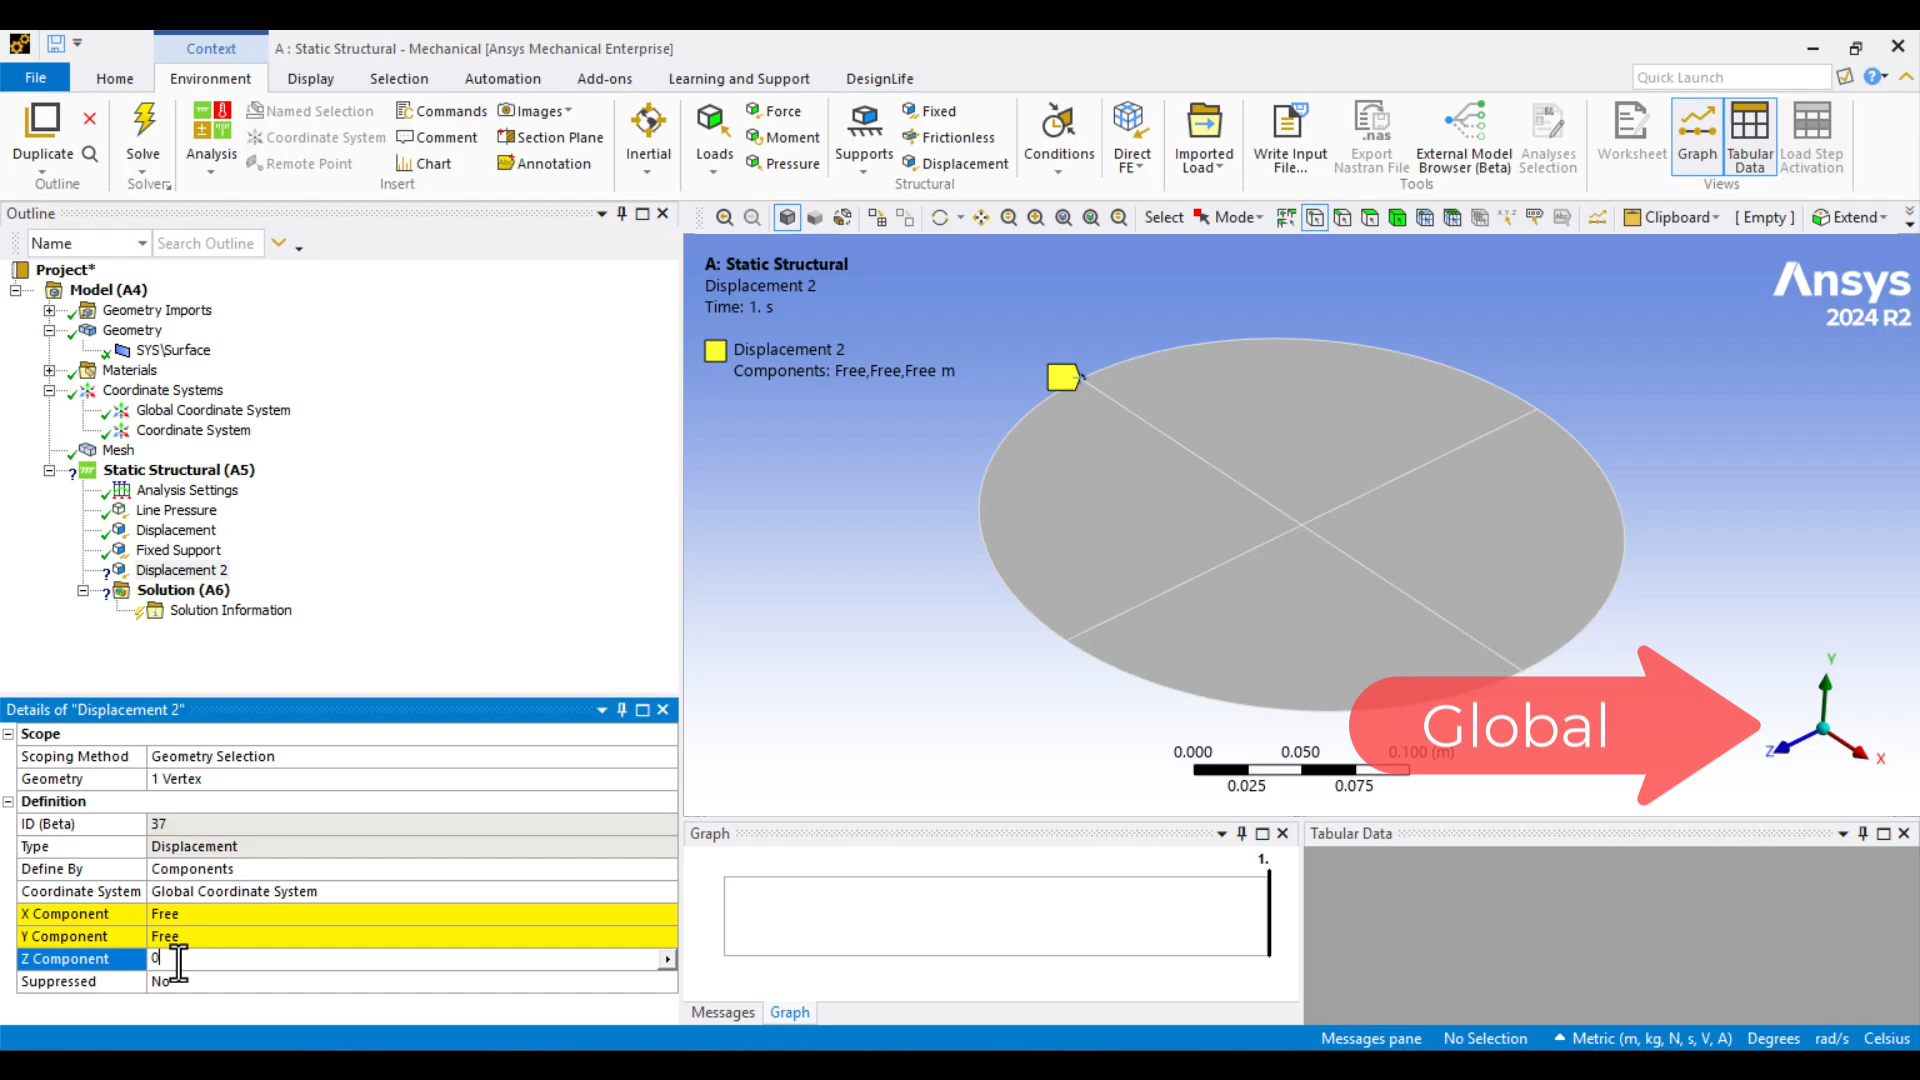 Context
A : Static Structural - Mechanical [Ansys Mechanical Enterprise]
File
Home
Environment
Display
Selection
Automation
Add-ons
Learning and Support
DesignLife
Quick Launch
Duplicate
Outline
Solve
Solver
Analysis
Named Selection
Coordinate System
Remote Point
Commands
Comment
Chart
Images
Section Plane
Annotation
Insert
Inertial
Loads
Force
Moment
Pressure
Supports
Fixed
Frictionless
Displacement
Structural
Conditions
Direct
FE
Imported
Load
Write Input
File...
.nas
Export
Nastran File
External Model
Browser (Beta)
Analyses
Selection
Tools
Worksheet
Graph
Tabular
Data
Load Step
Activation
Views
Outline
Name
Search Outline
Project*
Model (A4)
Geometry Imports
Geometry
SYS\Surface
Materials
Coordinate Systems
Global Coordinate System
Coordinate System
Mesh
Static Structural (A5)
Analysis Settings
Line Pressure
Displacement
Fixed Support
Displacement 2
Solution (A6)
Solution Information
Select
Mode
Clipboard
[ Empty ]
Extend
A: Static Structural
Displacement 2
Time: 1. s
Displacement 2
Components: Free,Free,Free m
Ansys
2024 R2
Global
Y
Z
X
0.000
0.050
0.100 (m)
0.025
0.075
Details of "Displacement 2"
Scope
Scoping Method Geometry Selection
Geometry 1 Vertex
Definition
ID (Beta) 37
Type Displacement
Define By Components
Coordinate System Global Coordinate System
X Component Free
Y Component Free
Z Component 0
Suppressed No
Graph
1.
Messages
Graph
Tabular Data
Messages pane
No Selection
Metric (m, kg, N, s, V, A)
Degrees
rad/s
Celsius